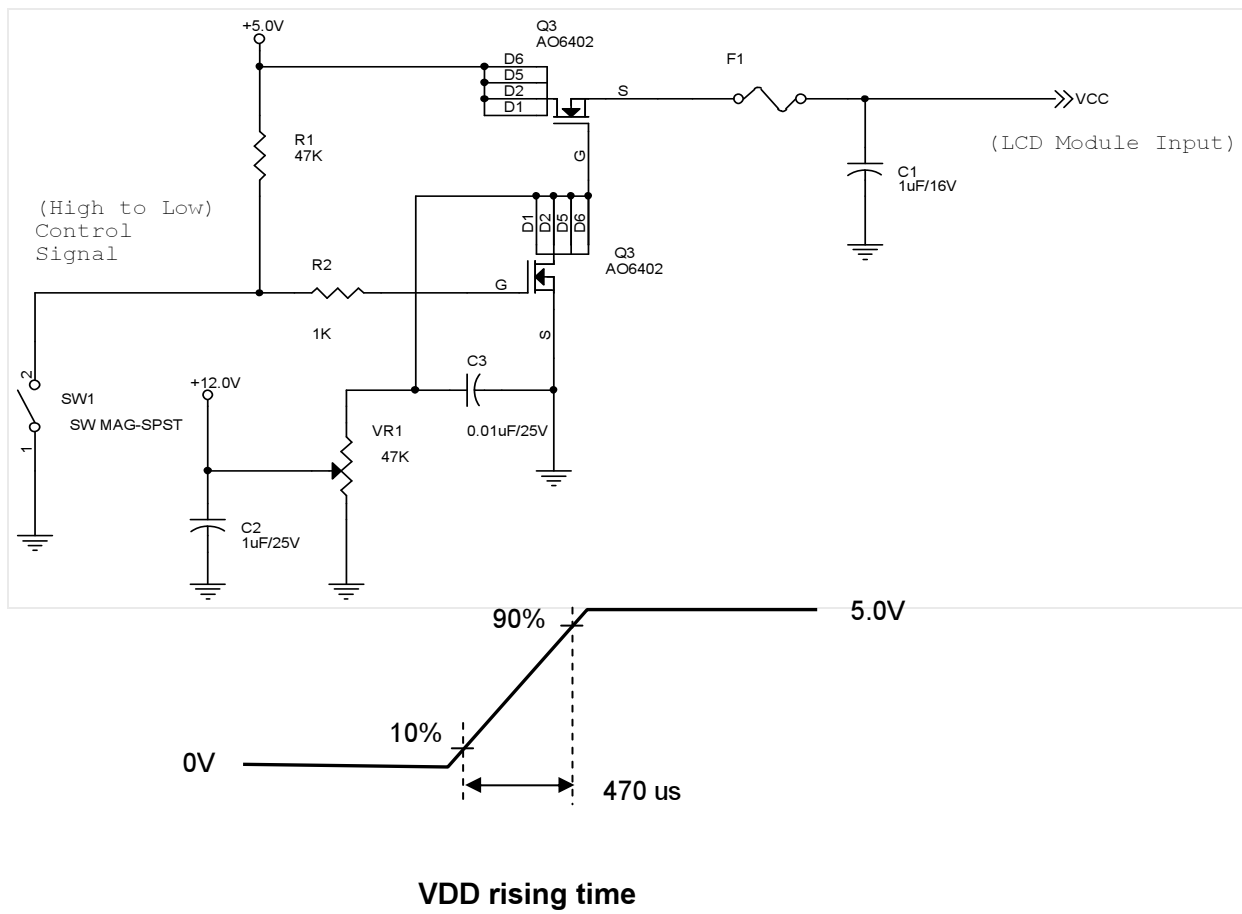 +5.0V
Q3
AO6402
D6
D5
D2
D1
S
G
F1
VCC
(LCD Module Input)
R1
47K
C1
1uF/16V
(High to Low)
Control
Signal
D1
D2
D5
D6
Q3
AO6402
R2
1K
G
S
2
1
SW1
SW MAG-SPST
+12.0V
C3
0.01uF/25V
VR1
47K
C2
1uF/25V
90%
5.0V
10%
0V
470 us
VDD rising time